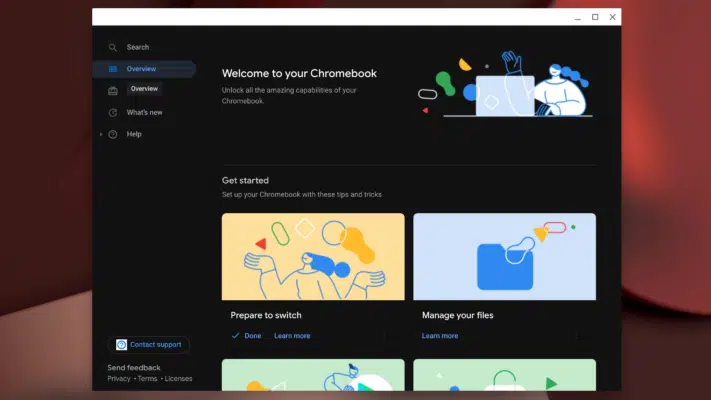 Search
Overview
Overview
What's new
Help
Contact support
Send feedback
Privacy • Terms • Licenses
Welcome to your Chromebook
Unlock all the amazing capabilities of your
Chromebook.
Get started
Set up your Chromebook with these tips and tricks
Prepare to switch
Done Learn more
Manage your files
Learn more